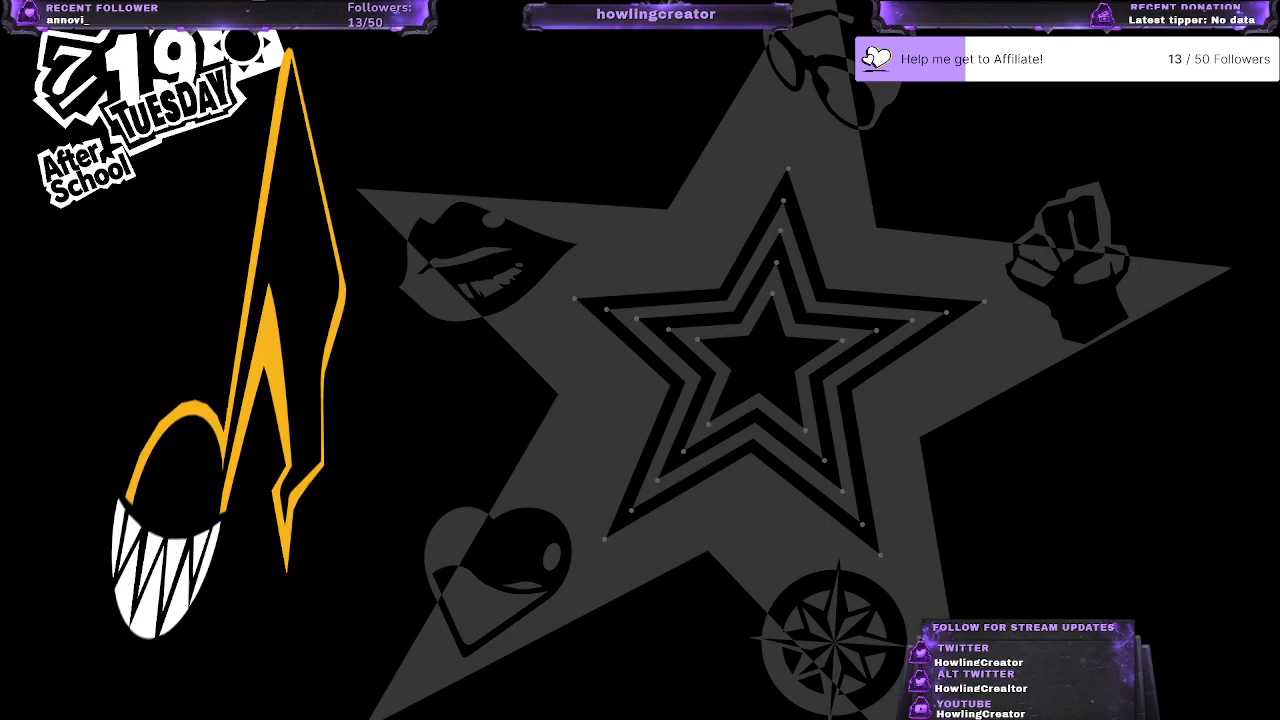 RECENT FOLLOWER
annovi_
Followers:
13/50
howlingcreator
RECENT DONATION
Latest tipper: No data
Help me get to Affiliate!
13 / 50 Followers
19
TUESDAY
After
School
FOLLOW FOR STREAM UPDATES
TWITTER
HowlingCreator
ALT TWITTER
HowlingCrealtor
YOUTUBE
HowlingCreator